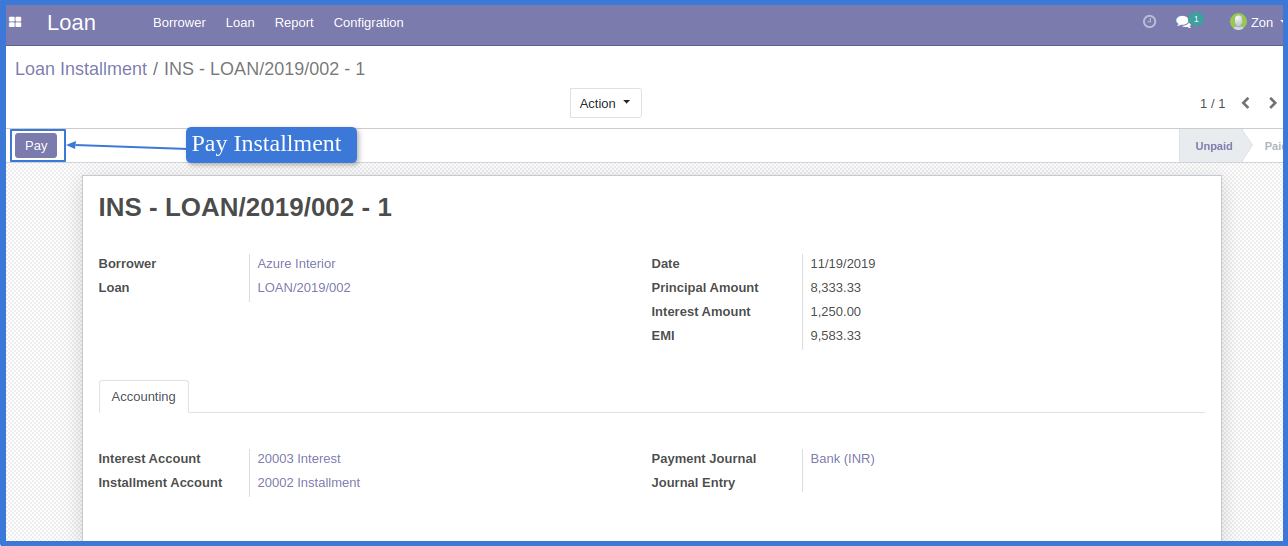 Loan Borrower Loan Report Configration 1 Zon
Loan Installment / INS - LOAN/2019/002 - 1
Action 1 / 1
Pay Pay Installment Unpaid
INS - LOAN/2019/002 - 1
Borrower Azure Interior Date 11/19/2019
Loan LOAN/2019/002 Principal Amount 8,333.33
Interest Amount 1,250.00
EMI 9,583.33
Accounting
Interest Account 20003 Interest Payment Journal Bank (INR)
Installment Account 20002 Installment Journal Entry